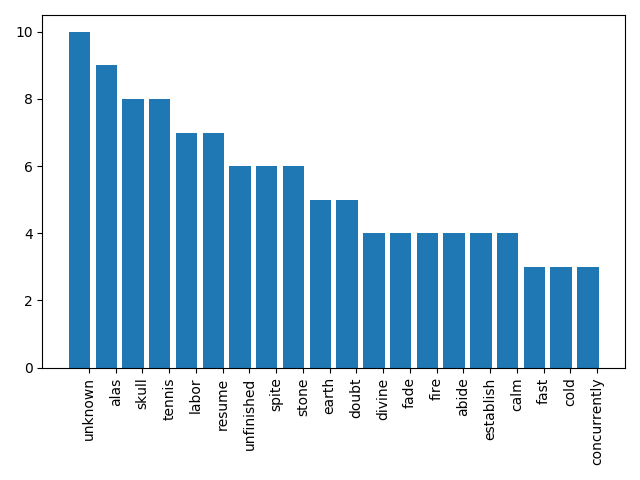 10
8
6
4
2
0
unknown
alas
skull
tennis
labor
resume
unfinished
spite
stone
earth
doubt
divine
fade
fire
abide
establish
calm
fast
cold
concurrently